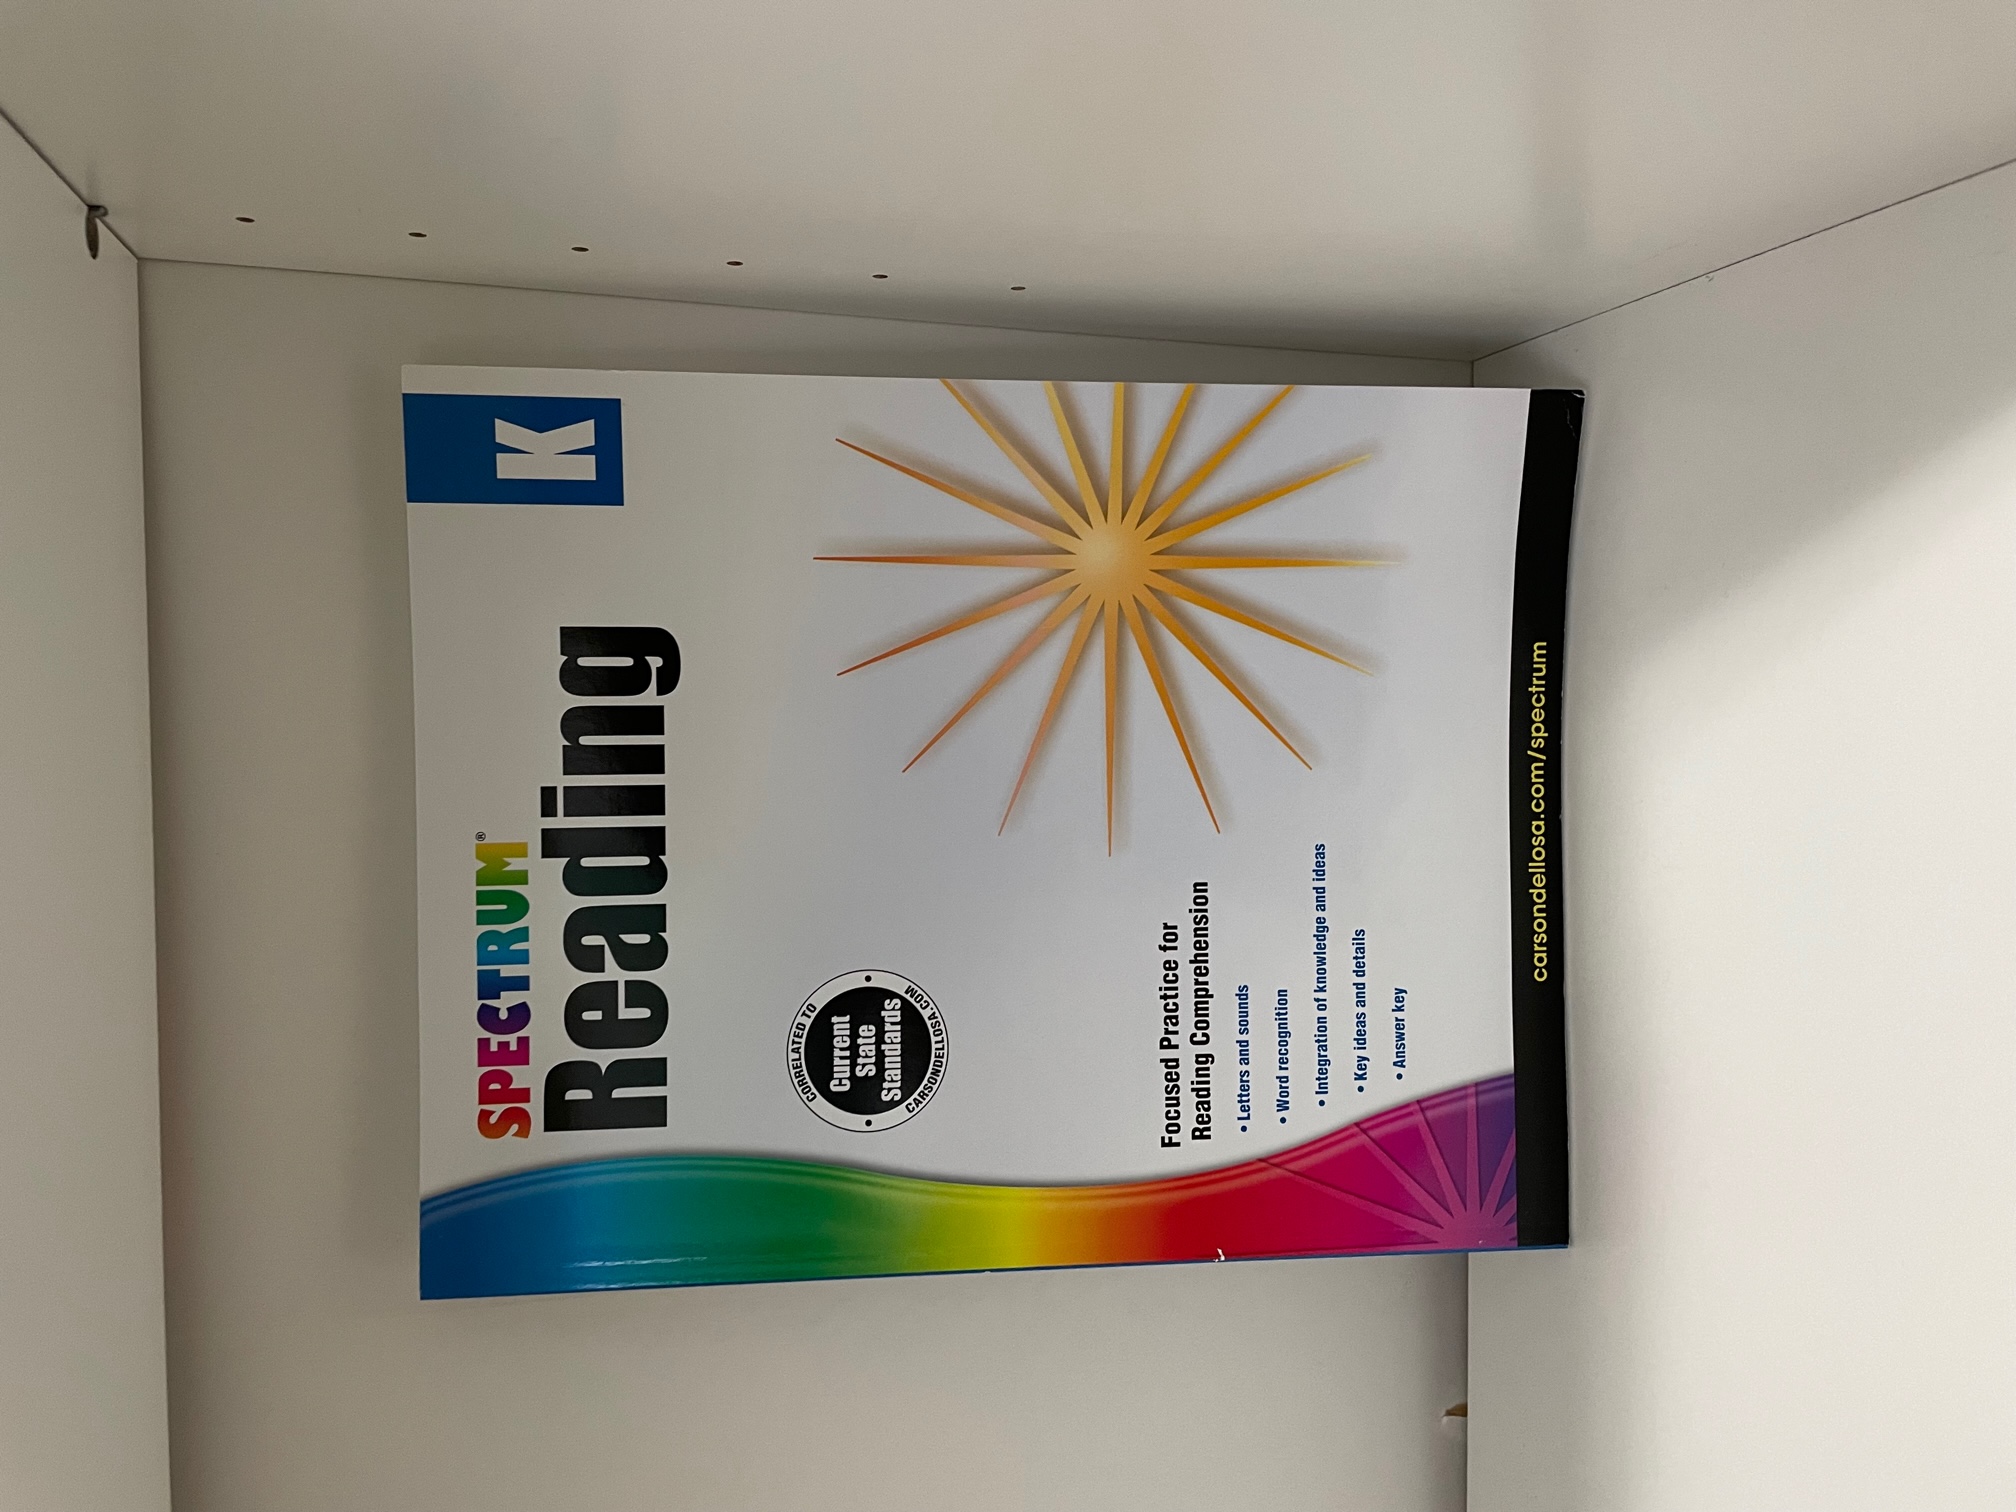 K
SPECTRUM®
Reading
CORRELATED TO
Current
State
Standards
CARSONDELLOSA.COM
Focused Practice for
Reading Comprehension
• Letters and sounds
• Word recognition
• Integration of knowledge and ideas
• Key ideas and details
• Answer key
carsondellosa.com/spectrum